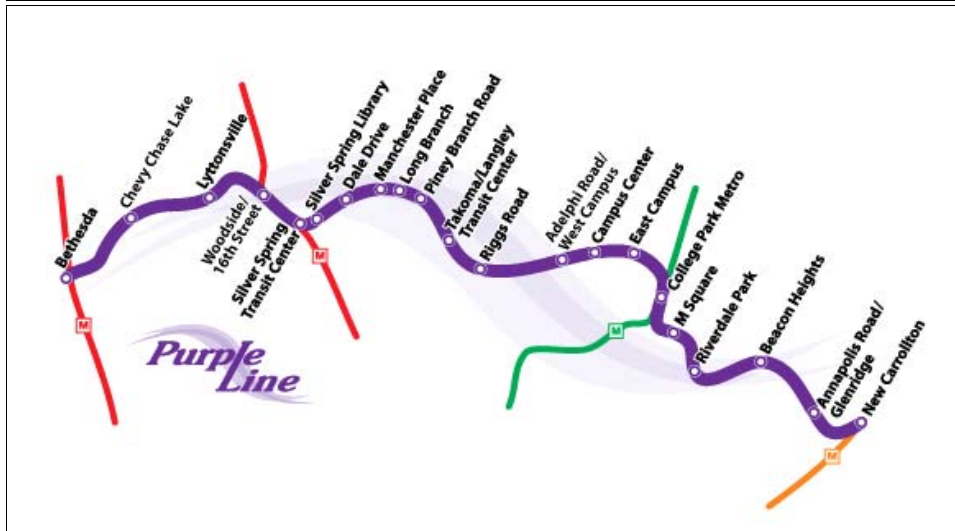 Bethesda
Chevy Chase Lake
Lyttonsville
Woodside/
16th Street
Silver Spring
Transit Center
Silver Spring Library
Dale Drive
Manchester Place
Long Branch
Piney Branch Road
Takoma/Langley
Transit Center
Riggs Road
Adelphi Road/
West Campus
Campus Center
East Campus
College Park Metro
M Square
Riverdale Park
Beacon Heights
Annapolis Road/
Glenridge
New Carrollton
M
M
M
M
Purple
Line